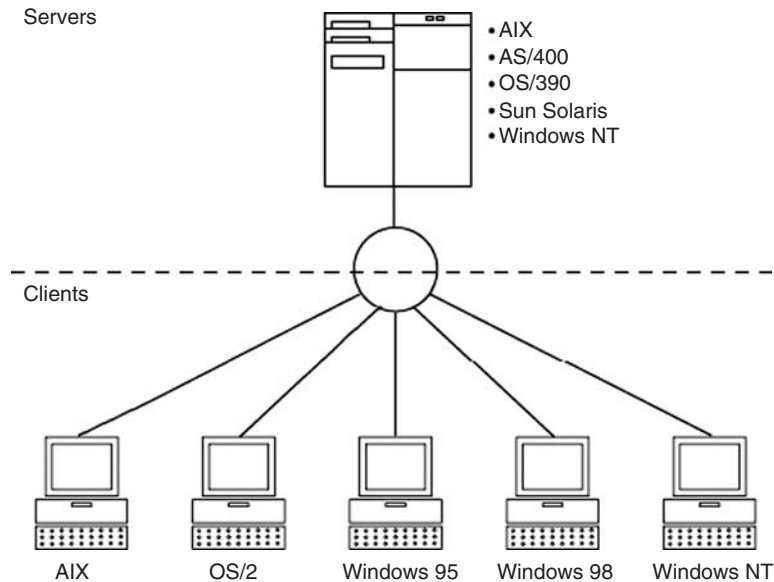 Servers
• AIX
• AS/400
• OS/390
• Sun Solaris
• Windows NT
Clients
AIX
OS/2
Windows 95
Windows 98
Windows NT